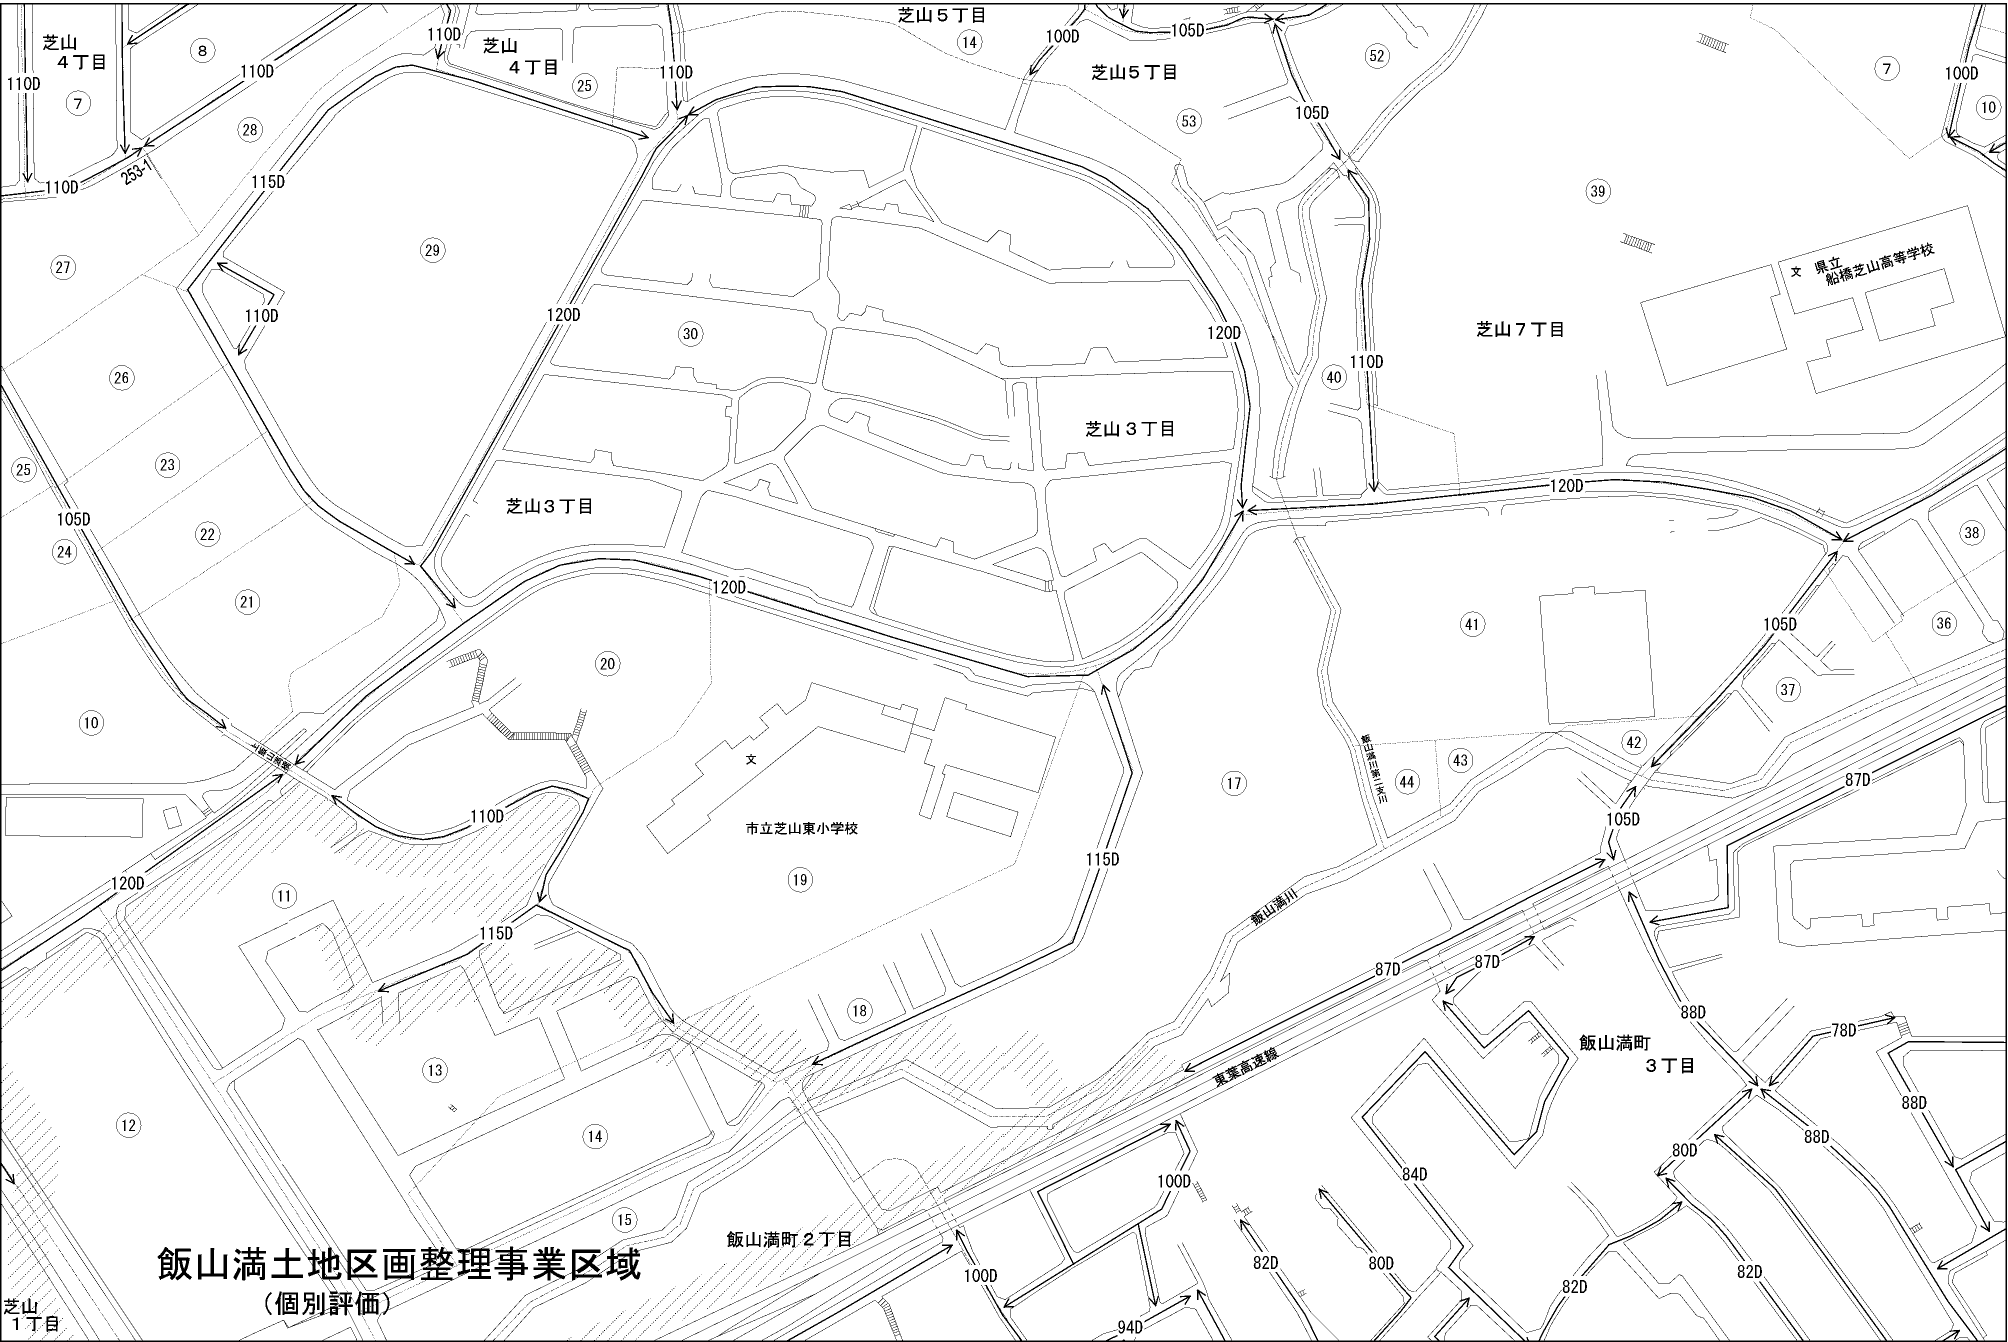 芝山５丁目
芝山
４丁目
110D
芝山
４丁目
⑭
100D
105D
52
⑧
110D
110D
110D
⑦
㉕
芝山５丁目
⑦
100D
⑩
110D
㉘
53
105D
253-1
110D
115D
㊴
㉙
文
県立
船橋芝山高等学校
㉗
110D
120D
㉚
120D
芝山７丁目
110D
㊵
㉖
芝山３丁目
㉕
㉓
120D
芝山３丁目
105D
㉒
㊳
㉔
120D
㉑
㊶
105D
㊱
⑳
㊲
⑩
㊷
飯山満川第二支川
㊸
㊹
⑰
87D
文
110D
市立芝山東小学校
105D
115D
120D
⑪
⑲
飯山満川
115D
87D
87D
⑱
88D
78D
飯山満町
３丁目
⑬
東葉高速線
88D
⑫
⑭
88D
80D
100D
84D
⑮
飯山満町２丁目
飯山満土地区画整理事業区域
（個別評価）
100D
82D
80D
82D
82D
芝山
１丁目
94D